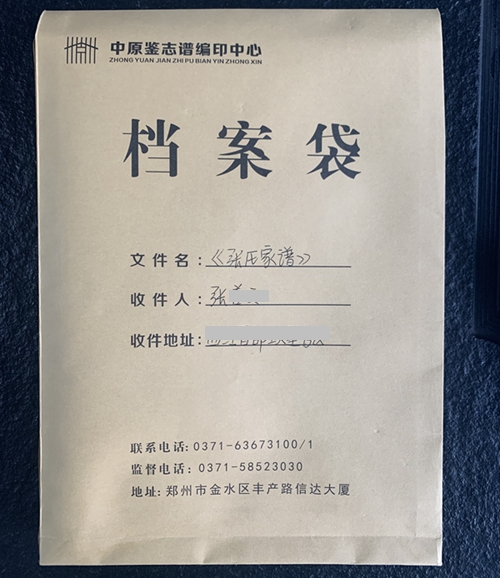 中原鉴志谱编印中心
ZHONG YUAN JIAN ZHI PU BIAN YIN ZHONG XIN
档案袋
文件名：《张氏家谱》
收件人：张
收件地址：
联系电话：0371-63673100/1
监督电话：0371-58523030
地址：郑州市金水区丰产路信达大厦